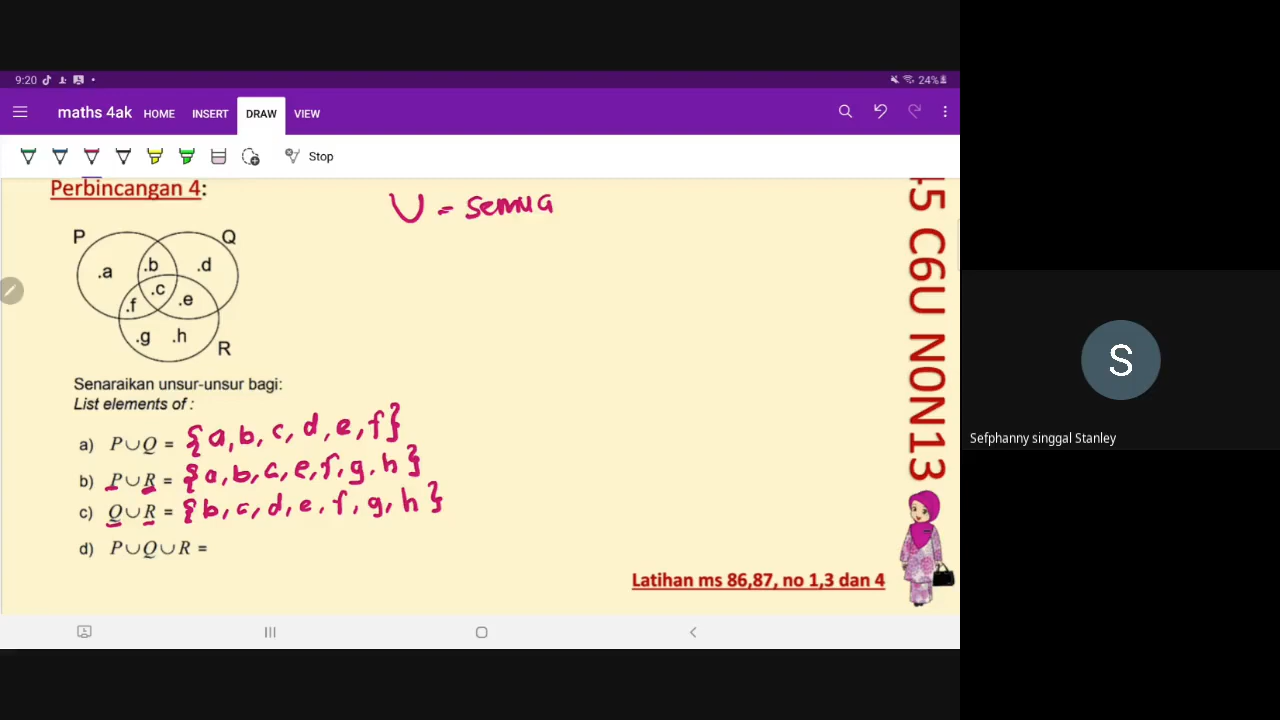 9:20
24%
maths 4ak HOME INSERT DRAW VIEW
Stop
Perbincangan 4:
U = semua
P
Q
.a
.b
.d
.c
.f
.e
.g
.h
R
Senaraikan unsur-unsur bagi:
List elements of :
a) P∪Q = {a, b, c, d, e, f}
b) P∪R = {a, b, c, e, f, g, h}
c) Q∪R = {b, c, d, e, f, g, h}
d) P∪Q∪R =
Latihan ms 86,87, no 1,3 dan 4
5 C6U NON13
S
Sefphanny singgal Stanley